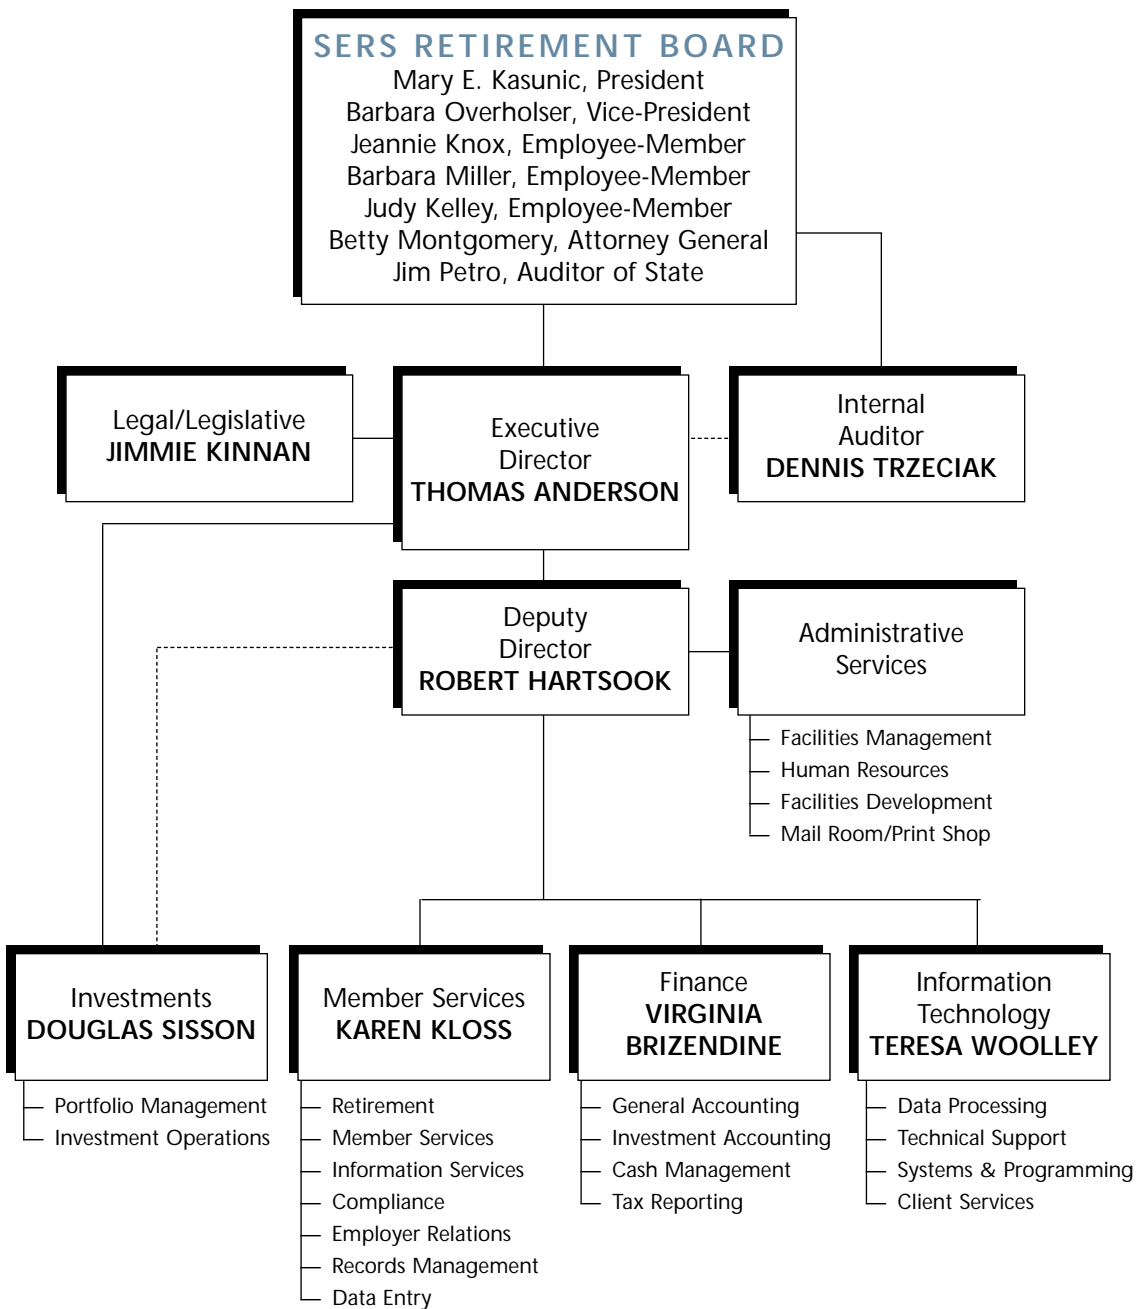 SERS RETIREMENT BOARD
Mary E. Kasunic, President
Barbara Overholser, Vice-President
Jeannie Knox, Employee-Member
Barbara Miller, Employee-Member
Judy Kelley, Employee-Member
Betty Montgomery, Attorney General
Jim Petro, Auditor of State
Legal/Legislative
JIMMIE KINNAN
Executive
Director
THOMAS ANDERSON
Internal
Auditor
DENNIS TRZECIAK
Deputy
Director
ROBERT HARTSOOK
Administrative
Services
Facilities Management
Human Resources
Facilities Development
Mail Room/Print Shop
Investments
DOUGLAS SISSON
Portfolio Management
Investment Operations
Member Services
KAREN KLOSS
Retirement
Member Services
Information Services
Compliance
Employer Relations
Records Management
Data Entry
Finance
VIRGINIA
BRIZENDINE
General Accounting
Investment Accounting
Cash Management
Tax Reporting
Information
Technology
TERESA WOOLLEY
Data Processing
Technical Support
Systems & Programming
Client Services